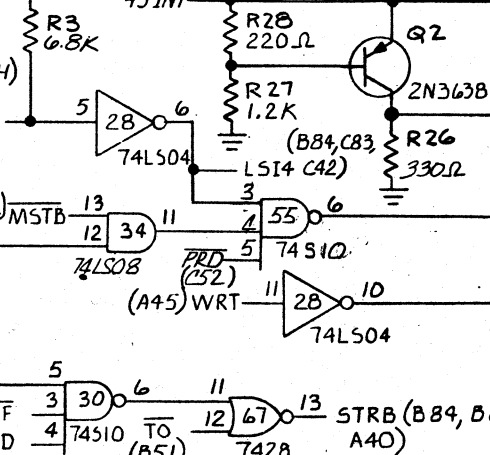 R3
6.8K
R28
220Ω
Q2
2N3638
R27
1.2K
5
28
6
74LS04
(B84, C83,
LSI4 C42)
R26
330Ω
MSTB
13
12
34
11
74LS08
3
4
5
55
6
74S10
PRD
(C52)
(A45) WRT
11
28
10
74LS04
5
3
4
30
6
74S10
F
D
11
12
67
13
7428
TO
(B51)
STRB (B84, B
A40)